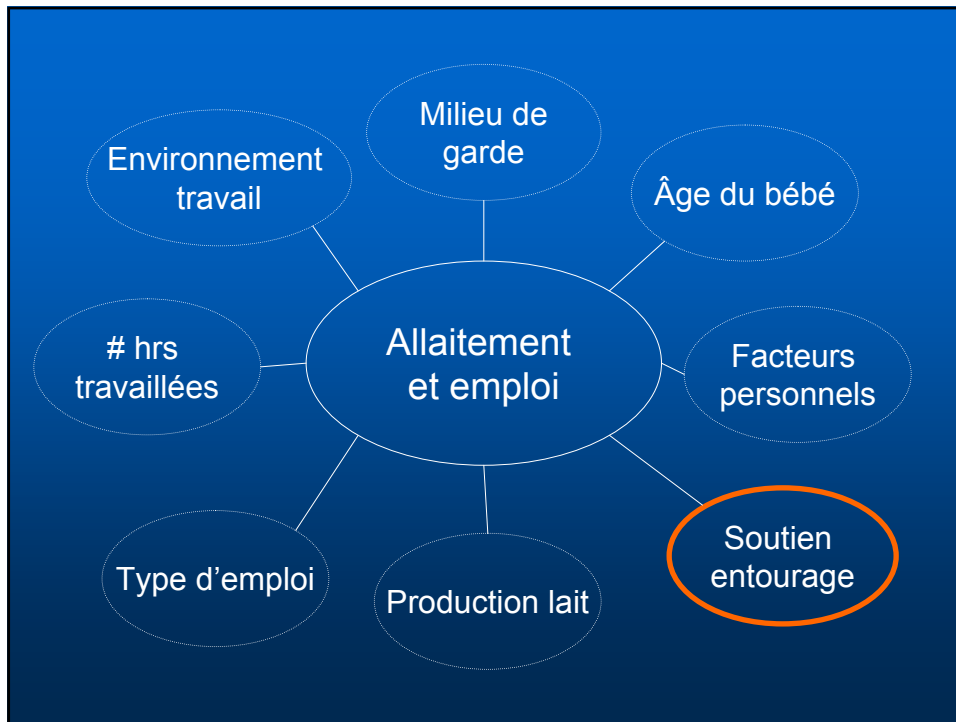 Milieu de
garde
Environnement
travail
Âge du bébé
# hrs
travaillées
Allaitement
et emploi
Facteurs
personnels
Type d’emploi
Production lait
Soutien
entourage